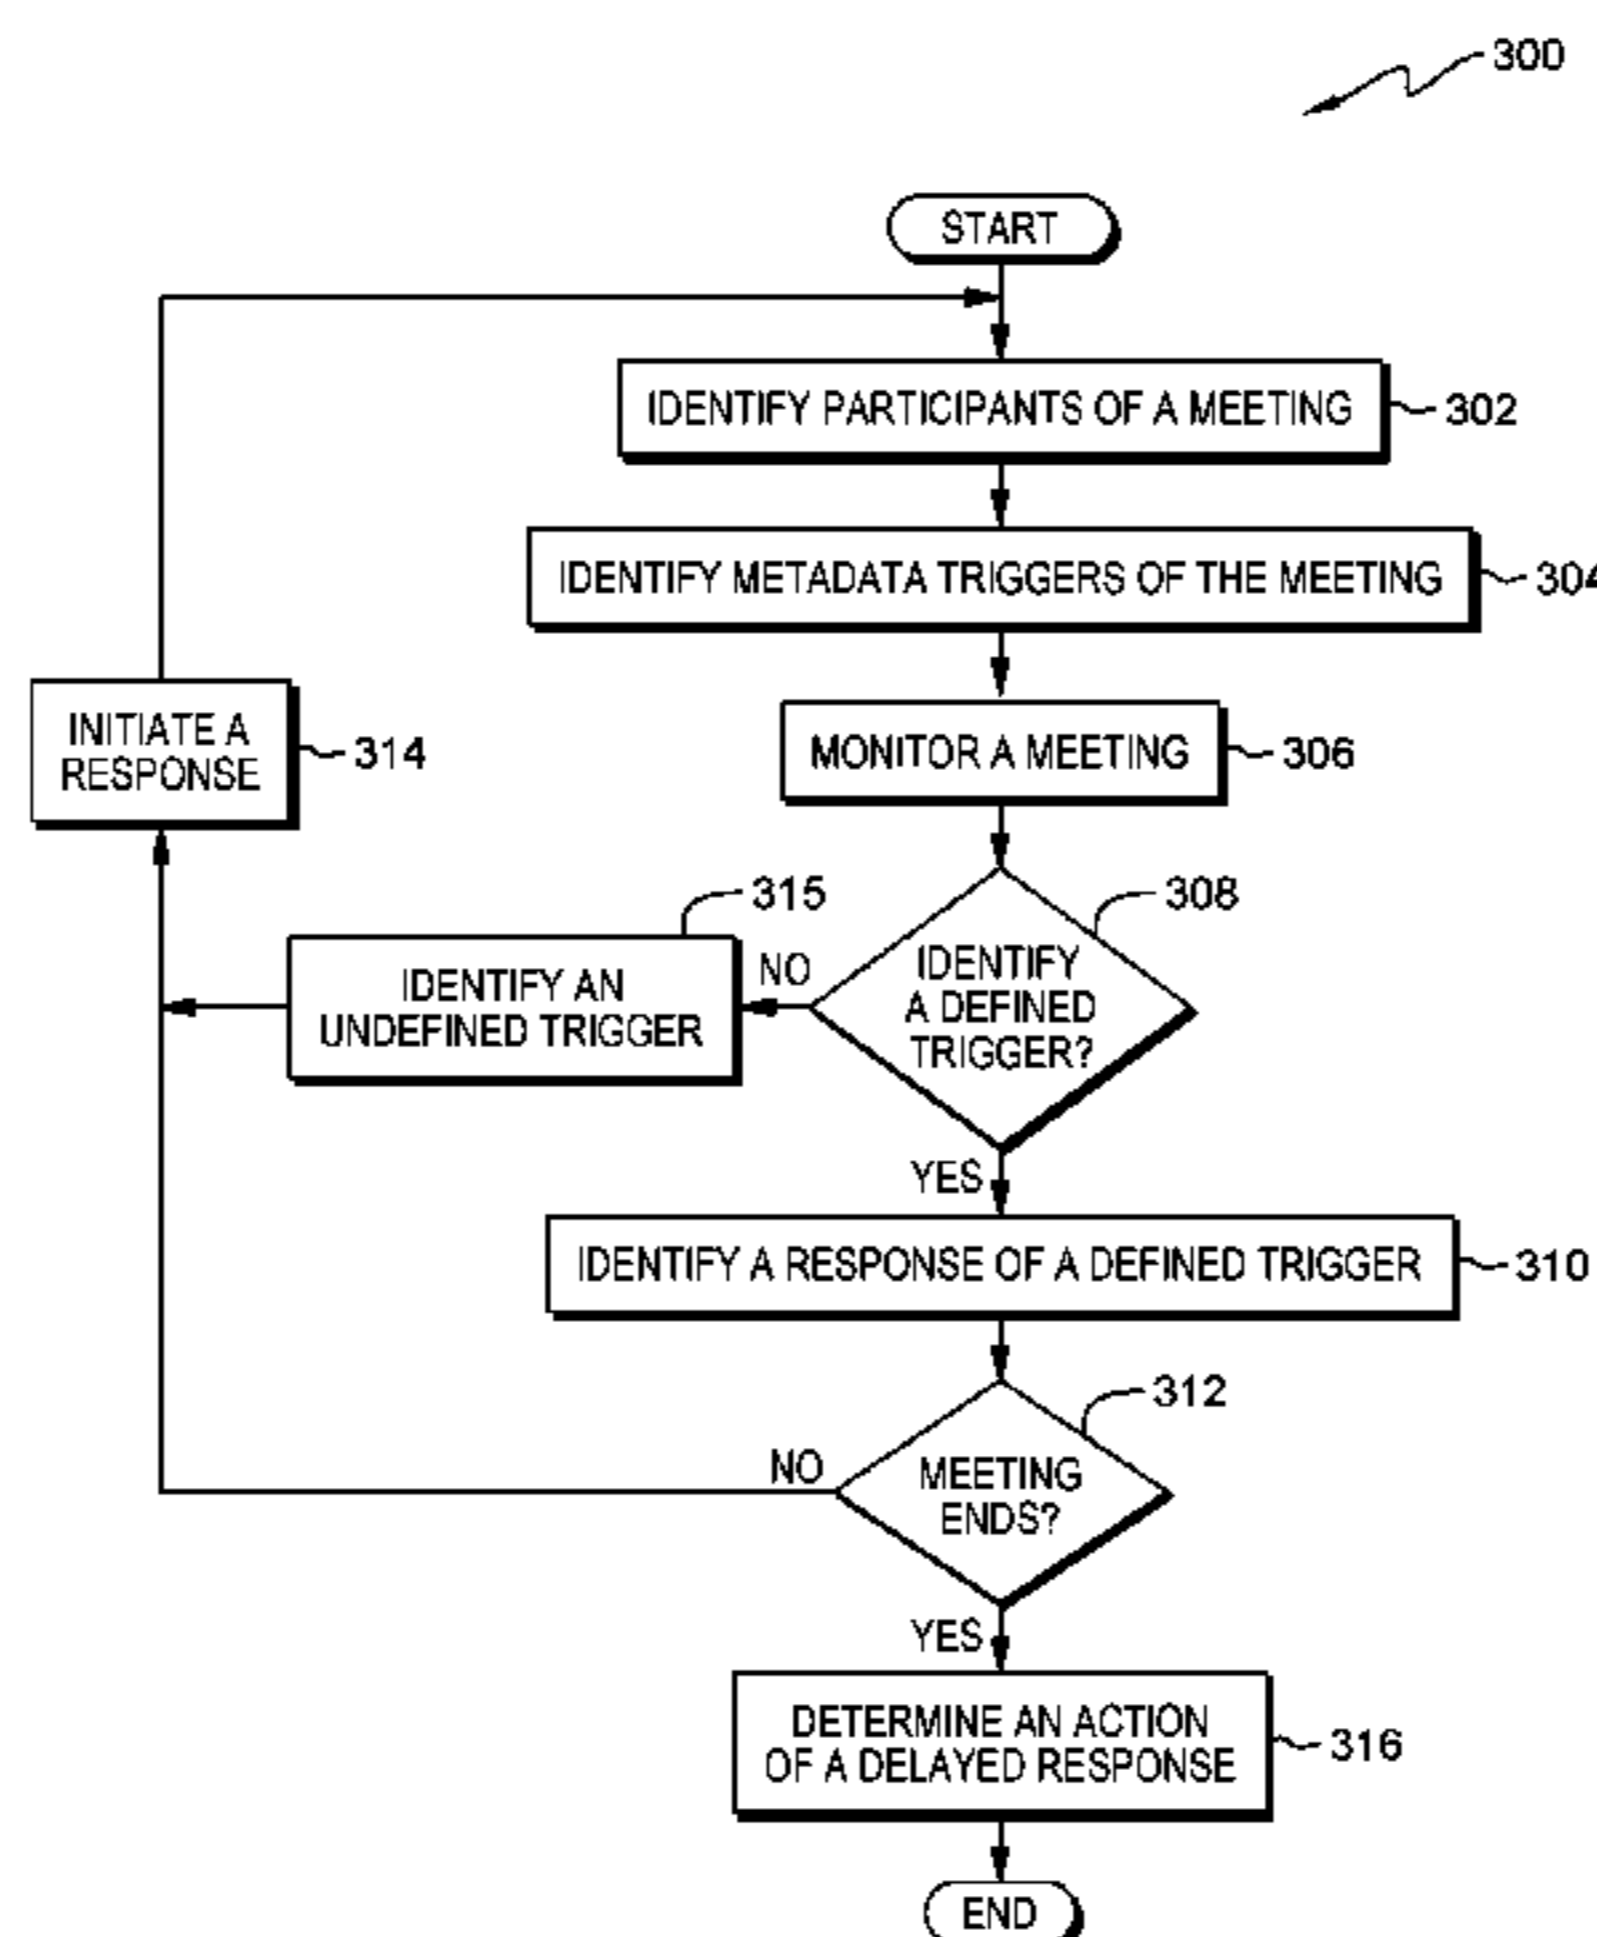 300
START
IDENTIFY PARTICIPANTS OF A MEETING
302
IDENTIFY METADATA TRIGGERS OF THE MEETING
304
INITIATE A
RESPONSE
314
MONITOR A MEETING
306
315
308
IDENTIFY AN
UNDEFINED TRIGGER
NO
IDENTIFY
A DEFINED
TRIGGER?
YES
IDENTIFY A RESPONSE OF A DEFINED TRIGGER
310
312
NO
MEETING
ENDS?
YES
DETERMINE AN ACTION
OF A DELAYED RESPONSE
316
END